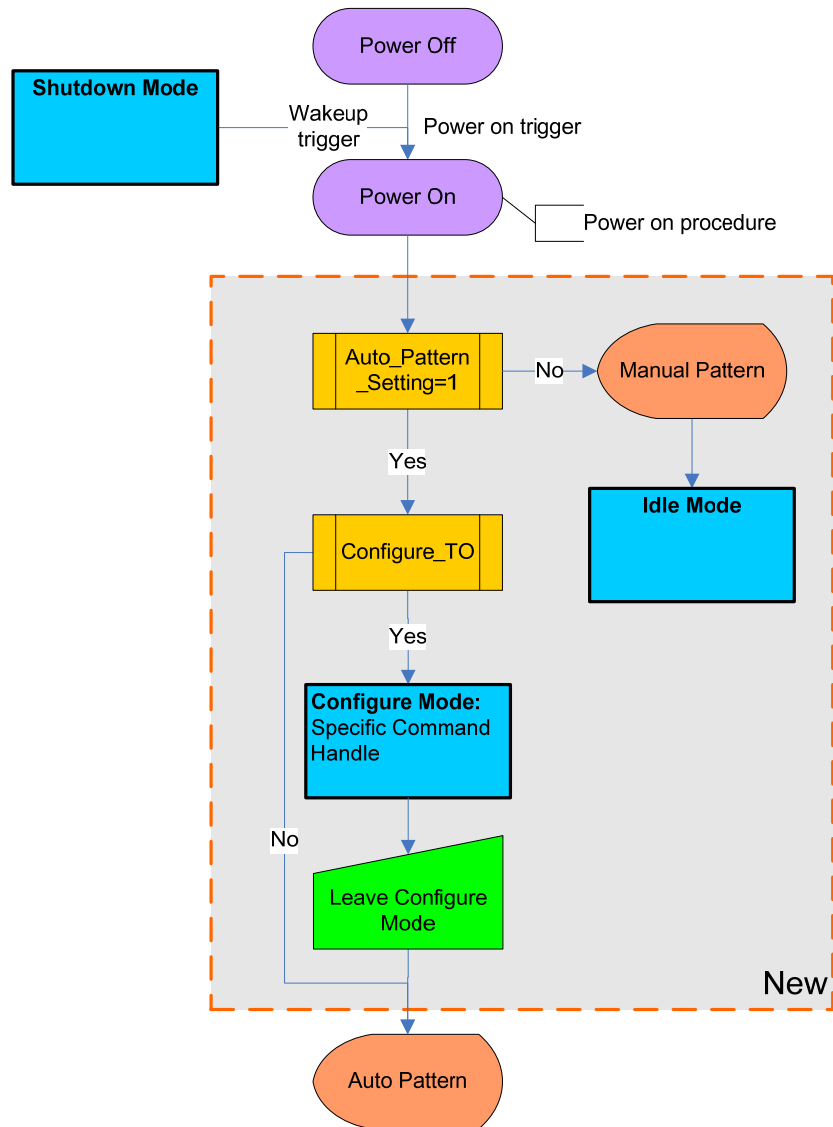 Power Off
Shutdown Mode
Wakeup
trigger
Power on trigger
Power On
Power on procedure
Auto_Pattern
_Setting=1
No
Manual Pattern
Yes
Idle Mode
Configure_TO
Yes
Configure Mode:
Specific Command
Handle
No
Leave Configure
Mode
New
Auto Pattern